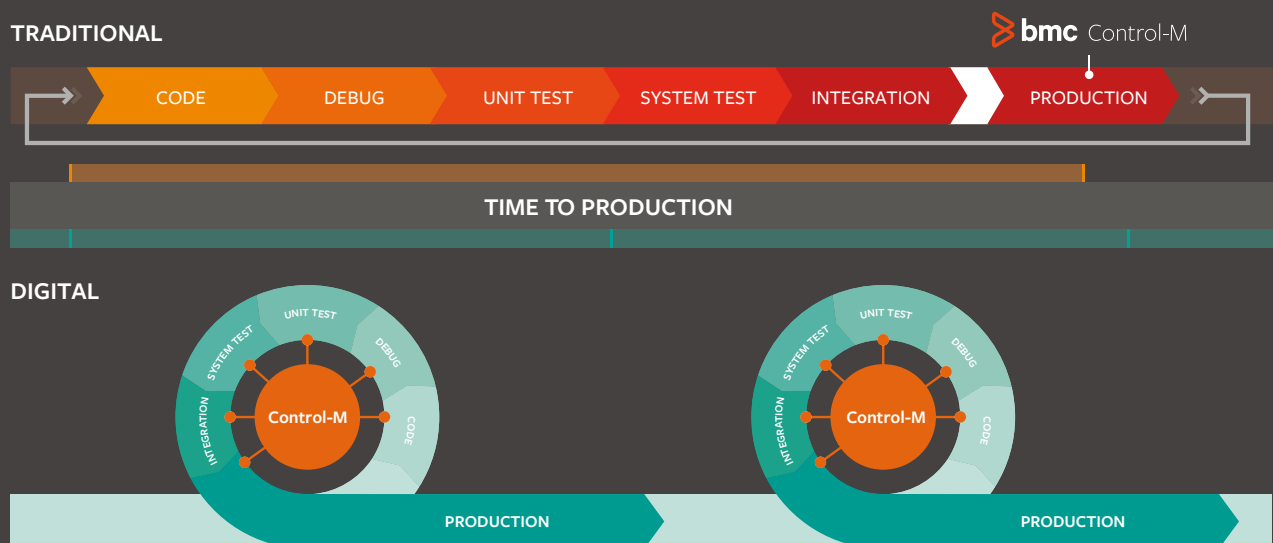 TRADITIONAL
bmc Control-M
CODE
DEBUG
UNIT TEST
SYSTEM TEST
INTEGRATION
PRODUCTION
TIME TO PRODUCTION
DIGITAL
UNIT TEST
SYSTEM TEST
DEBUG
Control-M
INTEGRATION
CODE
PRODUCTION
UNIT TEST
SYSTEM TEST
DEBUG
Control-M
INTEGRATION
CODE
PRODUCTION